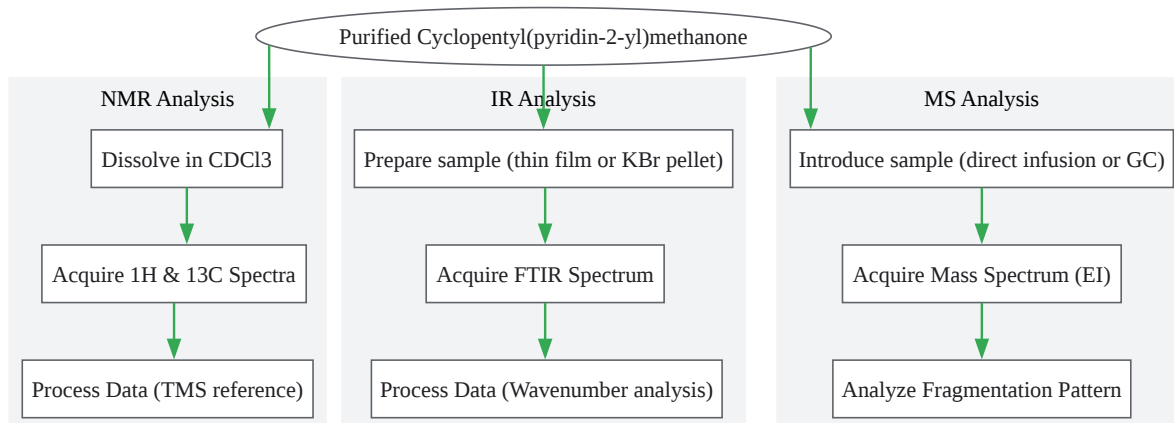 Purified Cyclopentyl(pyridin-2-yl)methanone
NMR Analysis
Dissolve in CDCl3
Acquire 1H & 13C Spectra
Process Data (TMS reference)
IR Analysis
Prepare sample (thin film or KBr pellet)
Acquire FTIR Spectrum
Process Data (Wavenumber analysis)
MS Analysis
Introduce sample (direct infusion or GC)
Acquire Mass Spectrum (EI)
Analyze Fragmentation Pattern